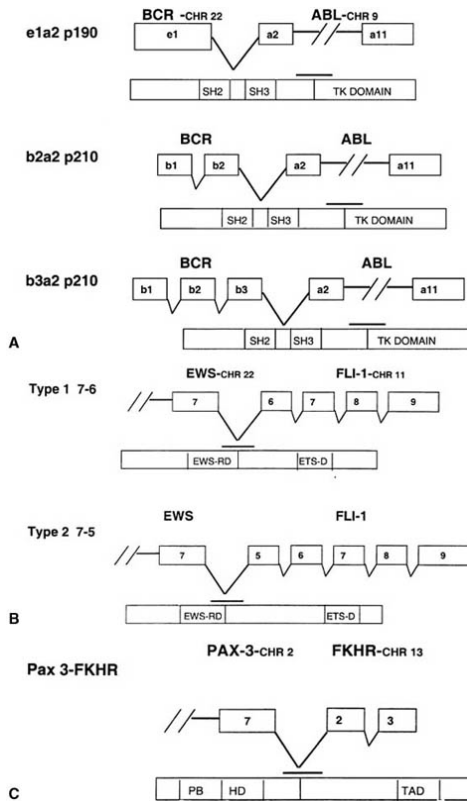 BCR -CHR 22 ABL-CHR 9
e1a2 p190
e1 a2 a11
SH2 SH3 TK DOMAIN
BCR ABL
b2a2 p210
b1 b2 a2 a11
SH2 SH3 TK DOMAIN
BCR ABL
b3a2 p210
b1 b2 b3 a2 a11
A
SH2 SH3 TK DOMAIN
EWS-CHR 22 FLI-1-CHR 11
Type 1 7-6
7 6 7 8 9
EWS-RD ETS-D
EWS FLI-1
Type 2 7-5
7 5 6 7 8 9
B
EWS-RD ETS-D
PAX-3-CHR 2 FKHR-CHR 13
Pax 3-FKHR
7 2 3
C
PB HD TAD